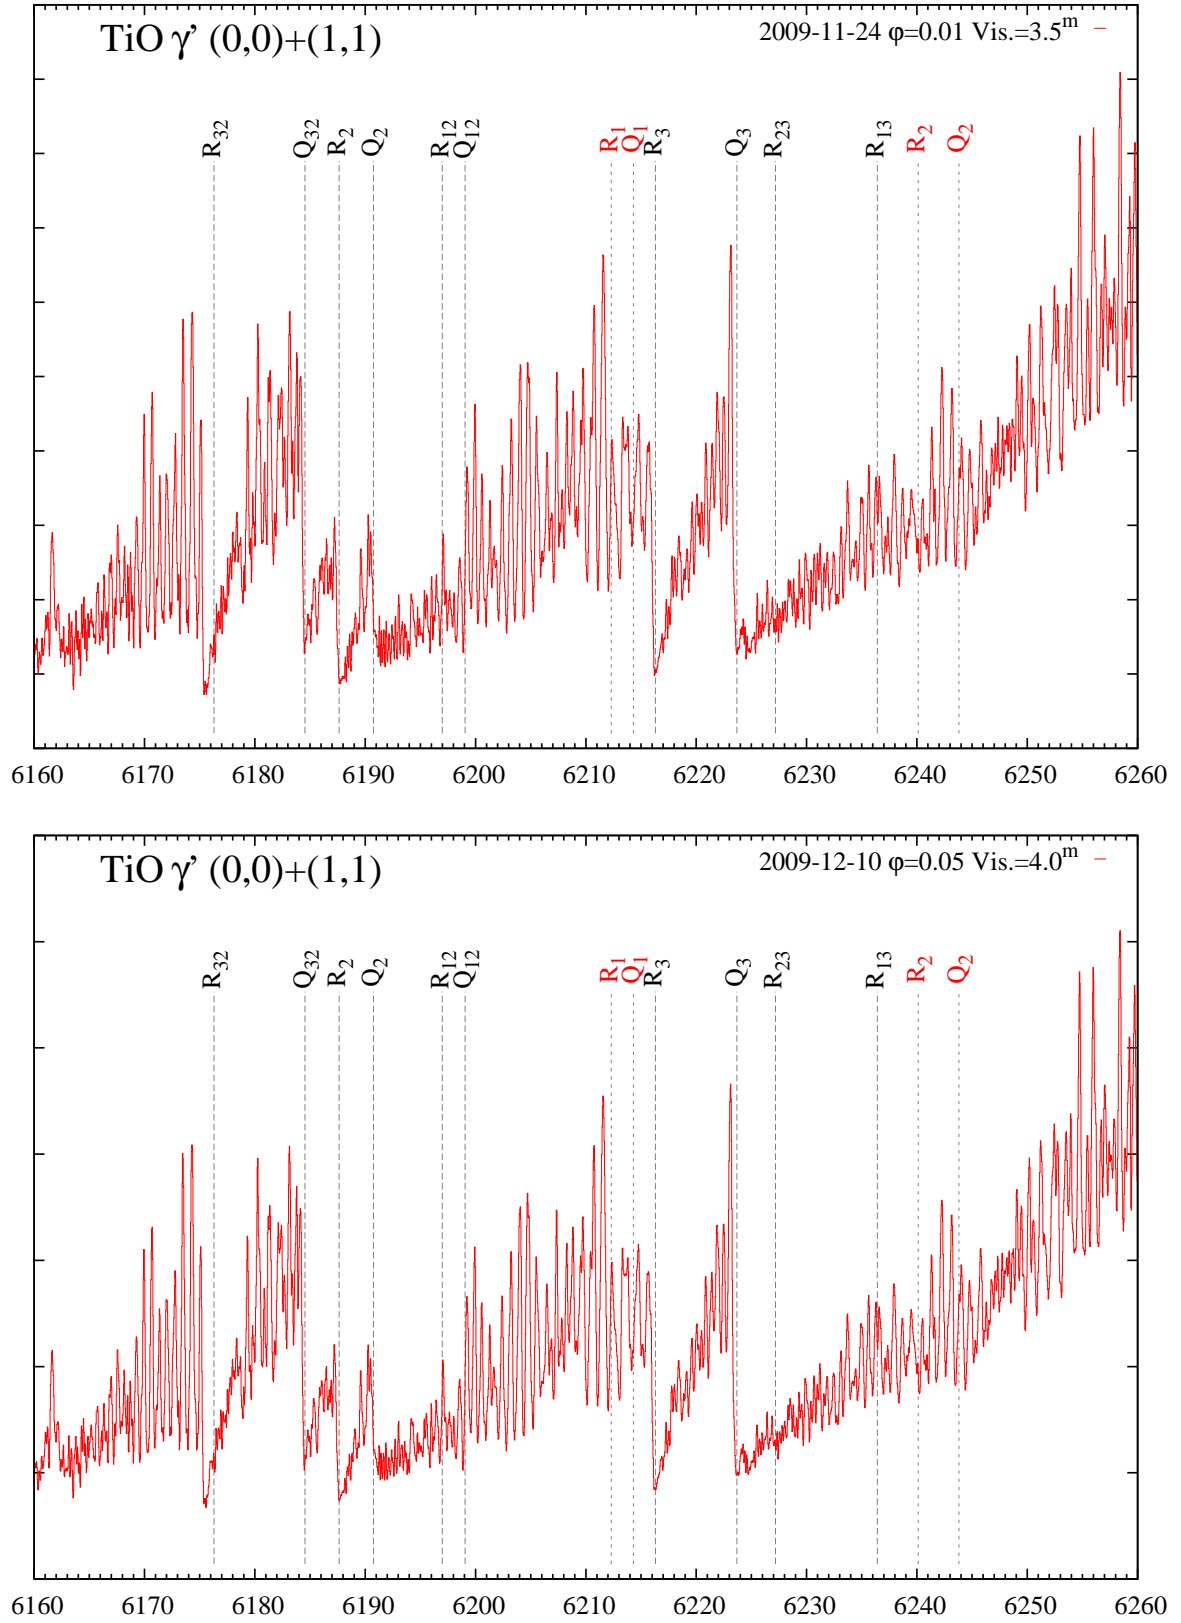 TiO γ’ (0,0)+(1,1)
2009-11-24 φ=0.01 Vis.=3.5ᵐ
R₃₂ Q₃₂ R₂ Q₂ R₁₂ Q₁₂ R₁ Q₁ R₃ Q₃ R₂₃ R₁₃ R₂ Q₂
6160 6170 6180 6190 6200 6210 6220 6230 6240 6250 6260
TiO γ’ (0,0)+(1,1)
2009-12-10 φ=0.05 Vis.=4.0ᵐ
R₃₂ Q₃₂ R₂ Q₂ R₁₂ Q₁₂ R₁ Q₁ R₃ Q₃ R₂₃ R₁₃ R₂ Q₂
6160 6170 6180 6190 6200 6210 6220 6230 6240 6250 6260